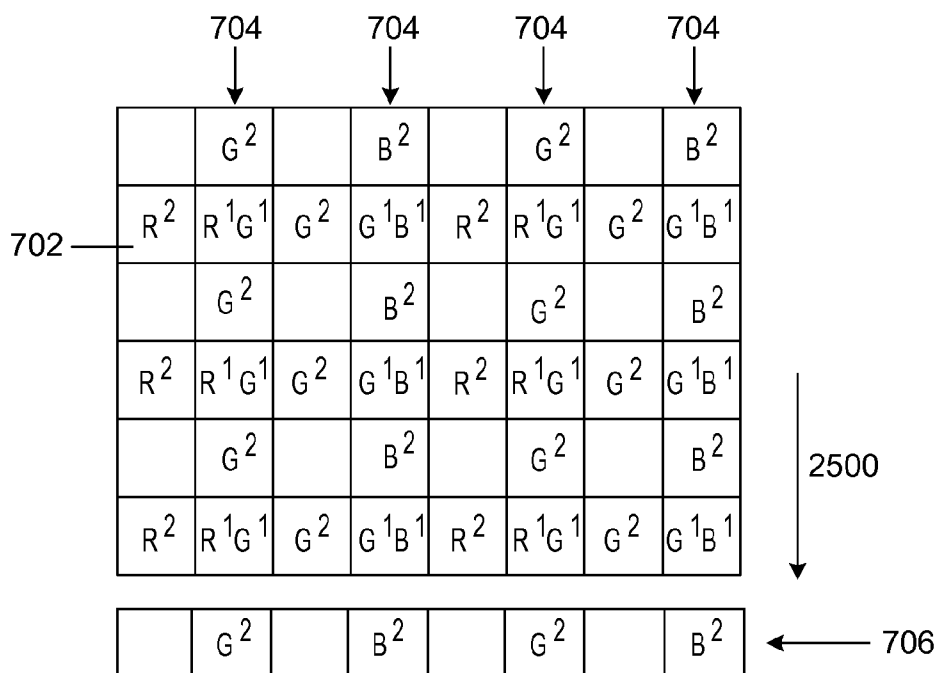 704 704 704 704
G² B² G² B²
R² R¹G¹ G² G¹B¹ R² R¹G¹ G² G¹B¹
702
G² B² G² B²
R² R¹G¹ G² G¹B¹ R² R¹G¹ G² G¹B¹
G² B² G² B²
2500
R² R¹G¹ G² G¹B¹ R² R¹G¹ G² G¹B¹
G² B² G² B² 706